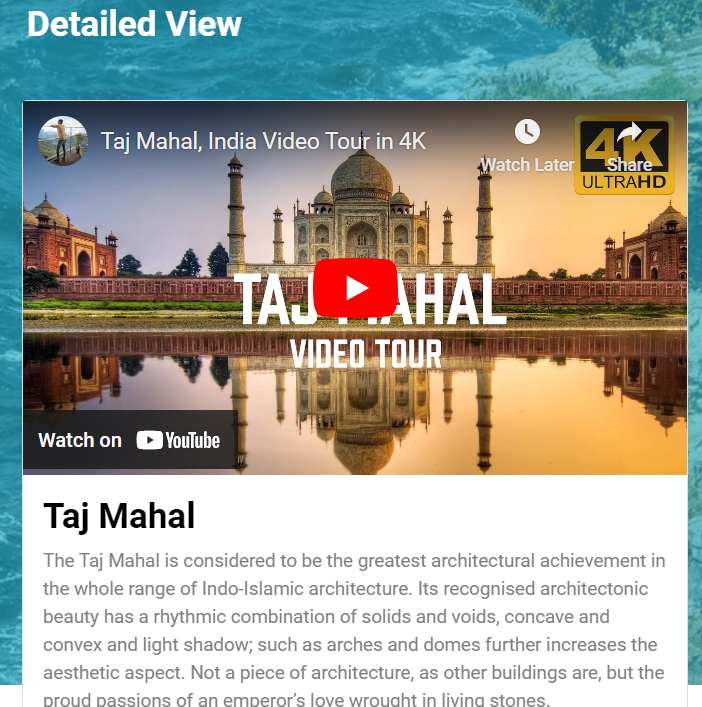 Detailed View
Taj Mahal, India Video Tour in 4K
Watch Later
Share
4K
ULTRAHD
TAJ MAHAL
VIDEO TOUR
Watch on YouTube
Taj Mahal
The Taj Mahal is considered to be the greatest architectural achievement in
the whole range of Indo-Islamic architecture. Its recognised architectonic
beauty has a rhythmic combination of solids and voids, concave and
convex and light shadow; such as arches and domes further increases the
aesthetic aspect. Not a piece of architecture, as other buildings are, but the
proud passions of an emperor’s love wrought in living stones.